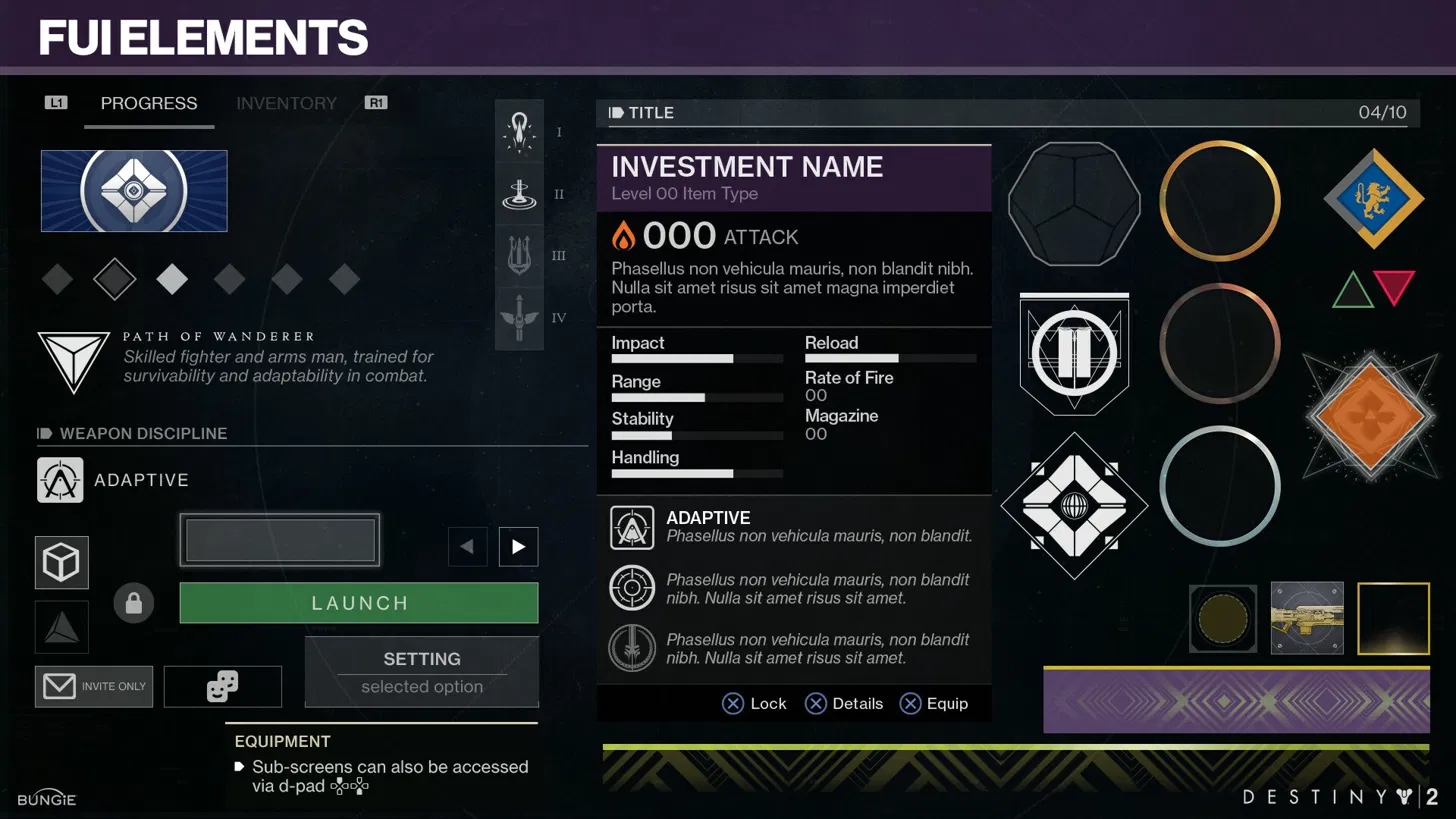 FUI ELEMENTS
L1 PROGRESS INVENTORY R1
I
II
III
IV
PATH OF WANDERER
Skilled fighter and arms man, trained for
survivability and adaptability in combat.
WEAPON DISCIPLINE
ADAPTIVE
LAUNCH
SETTING
selected option
INVITE ONLY
EQUIPMENT
Sub-screens can also be accessed
via d-pad
TITLE 04/10
INVESTMENT NAME
Level 00 Item Type
000 ATTACK
Phasellus non vehicula mauris, non blandit nibh.
Nulla sit amet risus sit amet magna imperdiet
porta.
Impact
Range
Stability
Handling
Reload
Rate of Fire
00
Magazine
00
ADAPTIVE
Phasellus non vehicula mauris, non blandit.
Phasellus non vehicula mauris, non blandit
nibh. Nulla sit amet risus sit amet.
Phasellus non vehicula mauris, non blandit
nibh. Nulla sit amet risus sit amet.
Lock Details Equip
BUNGIE
DESTINY 2